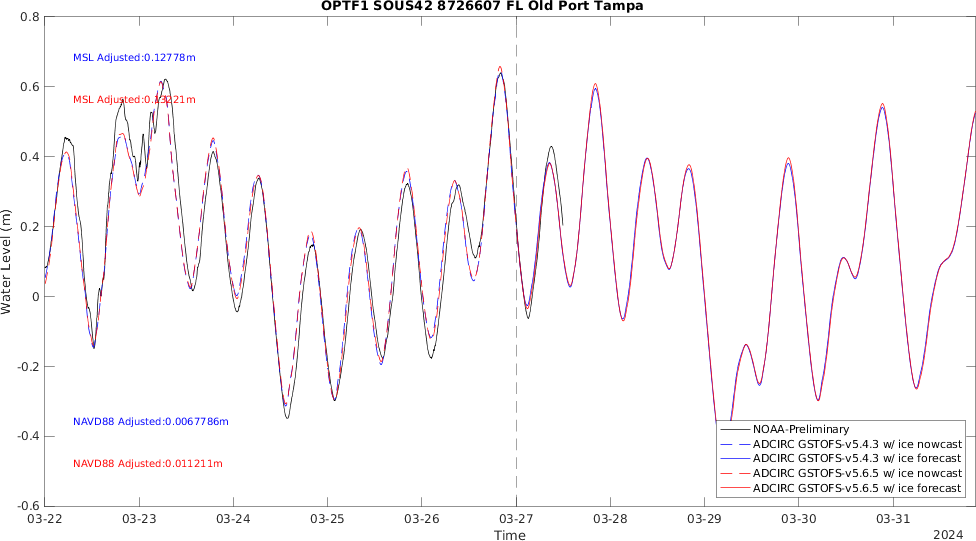 OPTF1 SOUS42 8726607 FL Old Port Tampa
0.8
0.6
0.4
0.2
0
-0.2
-0.4
-0.6
Water Level (m)
MSL Adjusted:0.12778m
MSL Adjusted:0.13221m
NAVD88 Adjusted:0.0067786m
NAVD88 Adjusted:0.011211m
NOAA-Preliminary
ADCIRC GSTOFS-v5.4.3 w/ ice nowcast
ADCIRC GSTOFS-v5.4.3 w/ ice forecast
ADCIRC GSTOFS-v5.6.5 w/ ice nowcast
ADCIRC GSTOFS-v5.6.5 w/ ice forecast
03-22 03-23 03-24 03-25 03-26 03-27 03-28 03-29 03-30 03-31
Time
2024